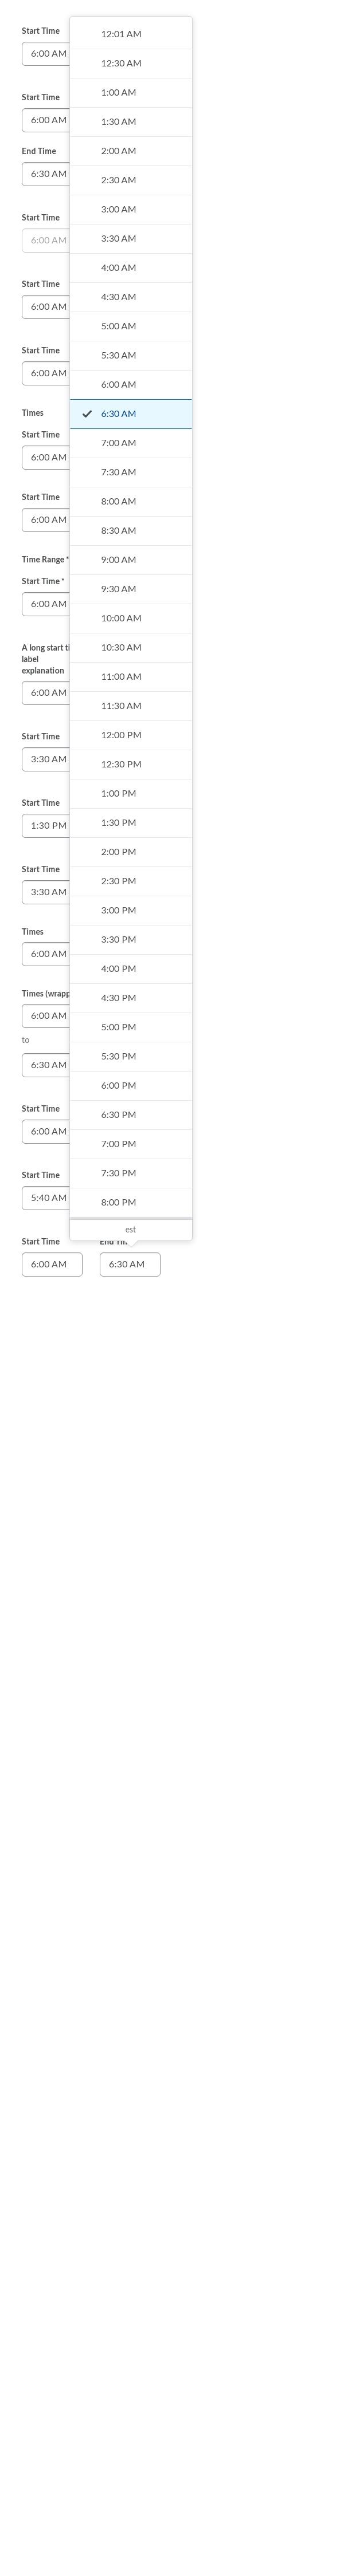 Start Time
6:00 AM
Start Time
6:00 AM
End Time
6:30 AM
Start Time
6:00 AM
Start Time
6:00 AM
Start Time
6:00 AM
Times
Start Time
6:00 AM
Start Time
6:00 AM
Time Range *
Start Time *
6:00 AM
A long start
label
explanation
6:00 AM
Start Time
3:30 AM
Start Time
1:30 PM
Start Time
3:30 AM
Times
6:00 AM
Times
6:00 AM
to
6:30 AM
Start Time
6:00 AM
Start Time
5:40 AM
Start Time
6:00 AM
End
6:30 AM
12:01 AM
12:30 AM
1:00 AM
1:30 AM
2:00 AM
2:30 AM
3:00 AM
3:30 AM
4:00 AM
4:30 AM
5:00 AM
5:30 AM
6:00 AM
6:30 AM
7:00 AM
7:30 AM
8:00 AM
8:30 AM
9:00 AM
9:30 AM
10:00 AM
10:30 AM
11:00 AM
11:30 AM
12:00 PM
12:30 PM
1:00 PM
1:30 PM
2:00 PM
2:30 PM
3:00 PM
3:30 PM
4:00 PM
4:30 PM
5:00 PM
5:30 PM
6:00 PM
6:30 PM
7:00 PM
7:30 PM
8:00 PM
est